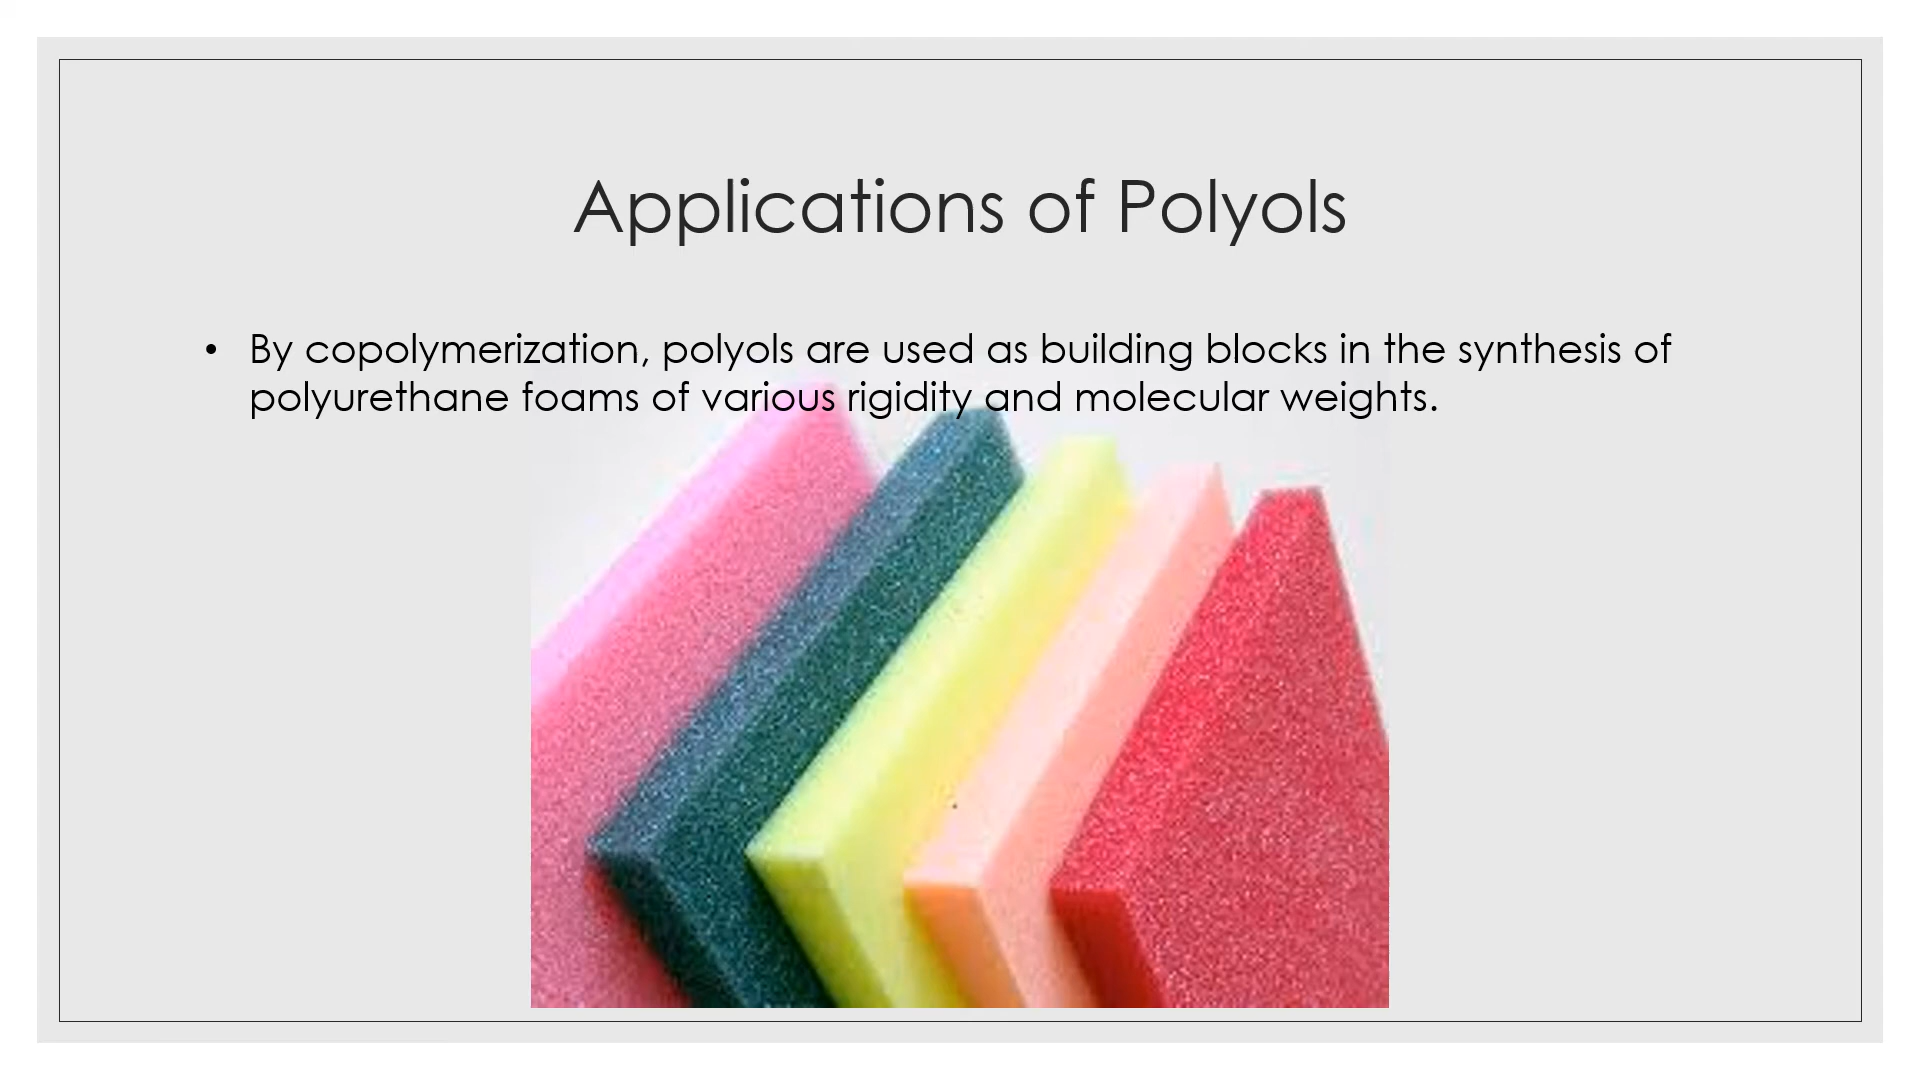 Applications of Polyols
• By copolymerization, polyols are used as building blocks in the synthesis of
polyurethane foams of various rigidity and molecular weights.